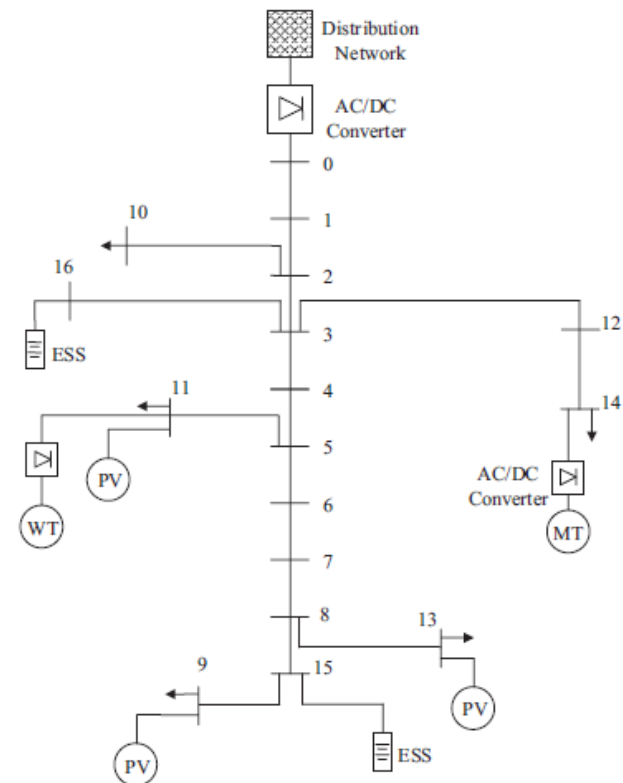 Distribution
Network
AC/DC
Converter
0
1
10
2
16
3
12
ESS
4
11
14
5
PV
AC/DC
Converter
WT
6
MT
7
8
13
9
15
PV
PV
ESS